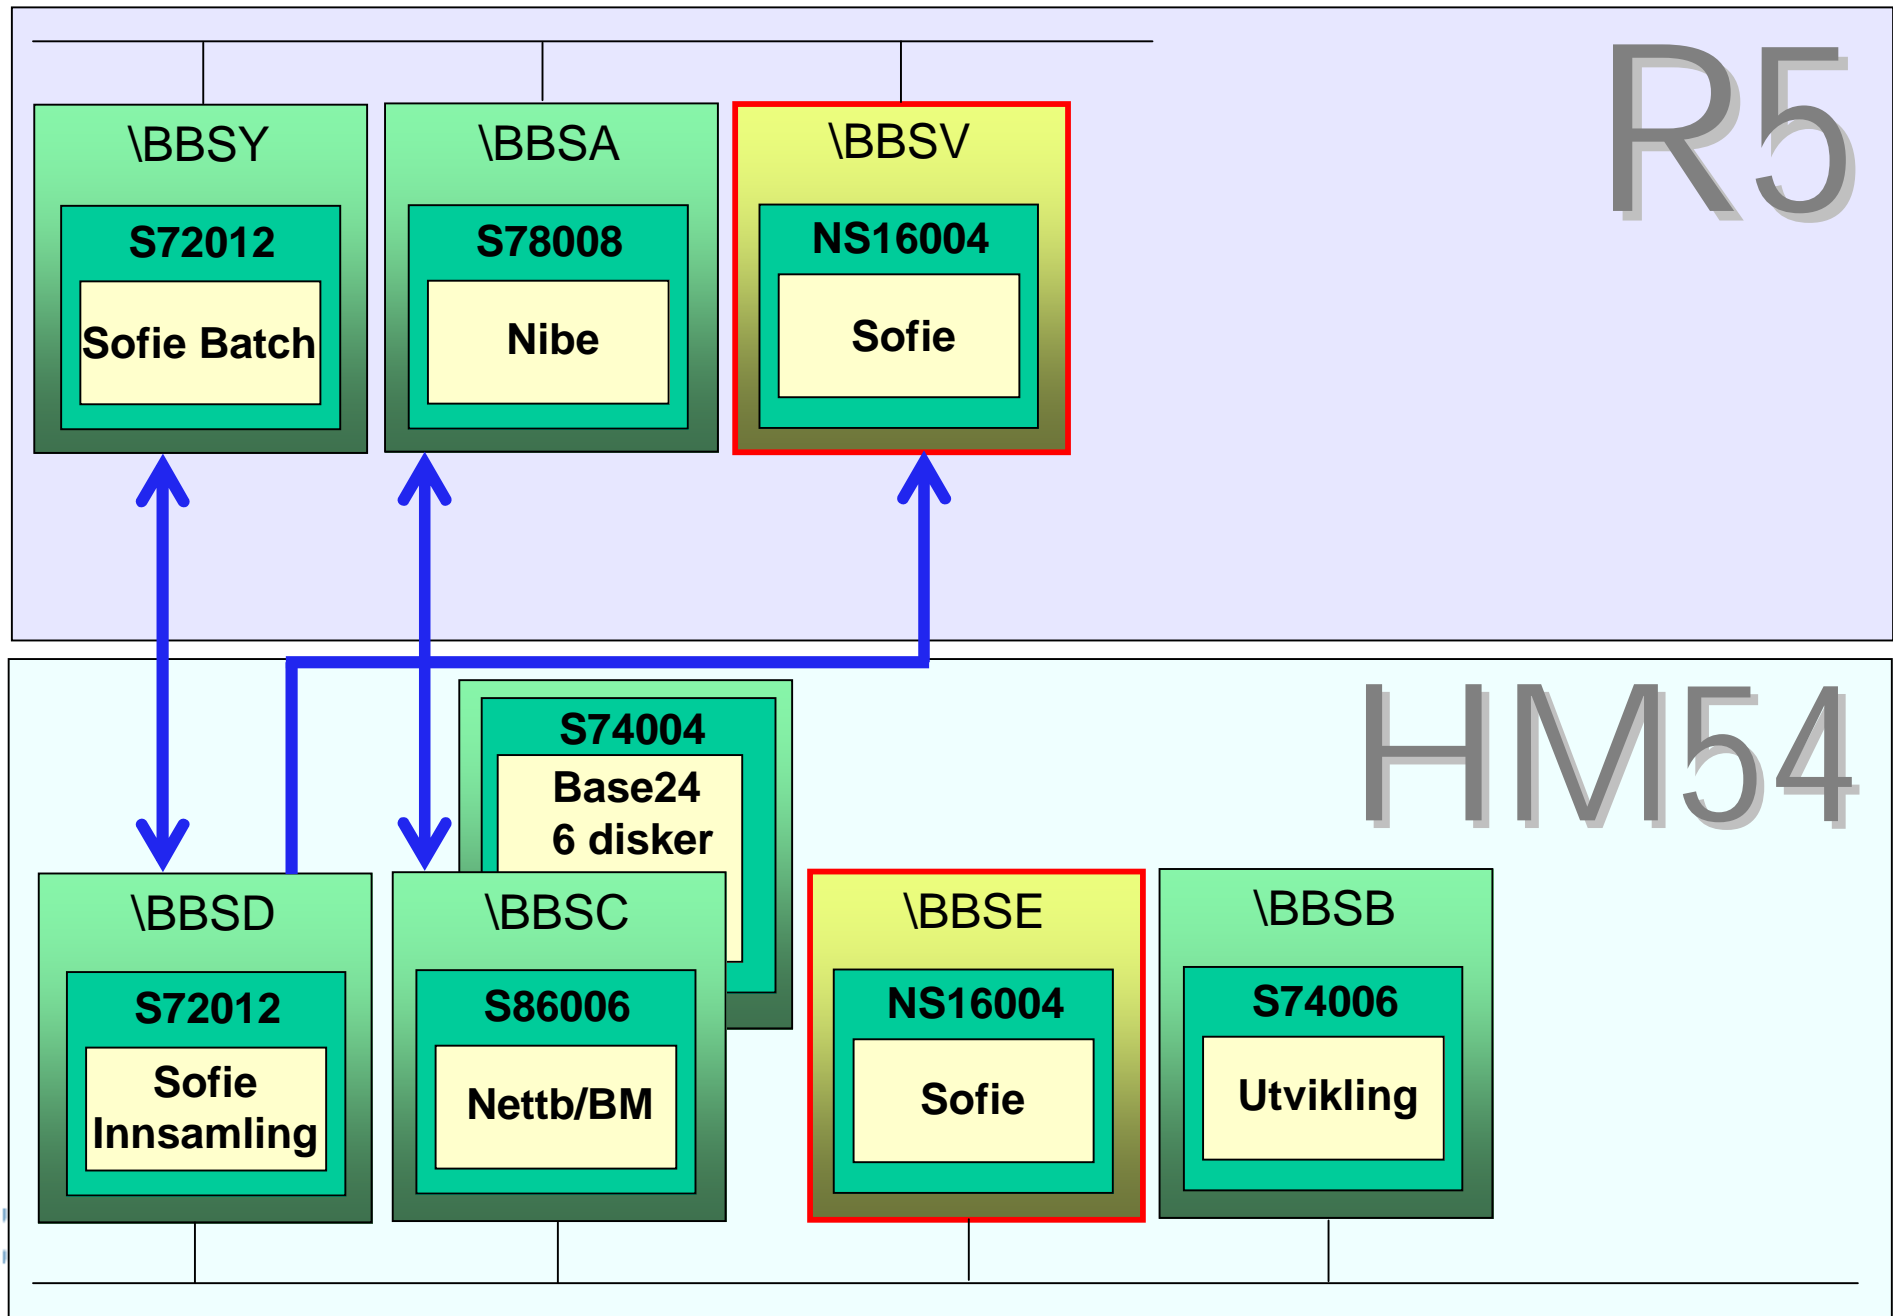 R5
\BBSY
S72012
Sofie Batch
\BBSA
S78008
Nibe
\BBSV
NS16004
Sofie
HM54
S74004
Base24
6 disker
\BBSD
S72012
Sofie
Innsamling
\BBSC
S86006
Nettb/BM
\BBSE
NS16004
Sofie
\BBSB
S74006
Utvikling